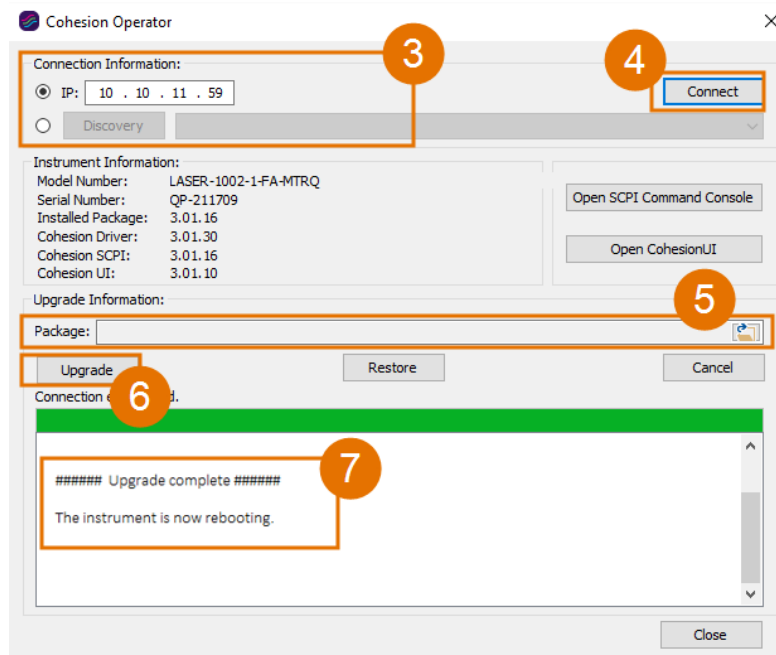 Cohesion Operator
Connection Information:
3
4
IP: 10 . 10 . 11 . 59
Connect
Discovery
Instrument Information:
Model Number: LASER-1002-1-FA-MTRQ
Serial Number: QP-211709
Open SCPI Command Console
Installed Package: 3.01.16
Cohesion Driver: 3.01.30
Cohesion SCPI: 3.01.16
Open CohesionUI
Cohesion UI: 3.01.10
Upgrade Information:
5
Package:
Upgrade
Restore
Cancel
6
Connection
7
###### Upgrade complete ######
The instrument is now rebooting.
Close